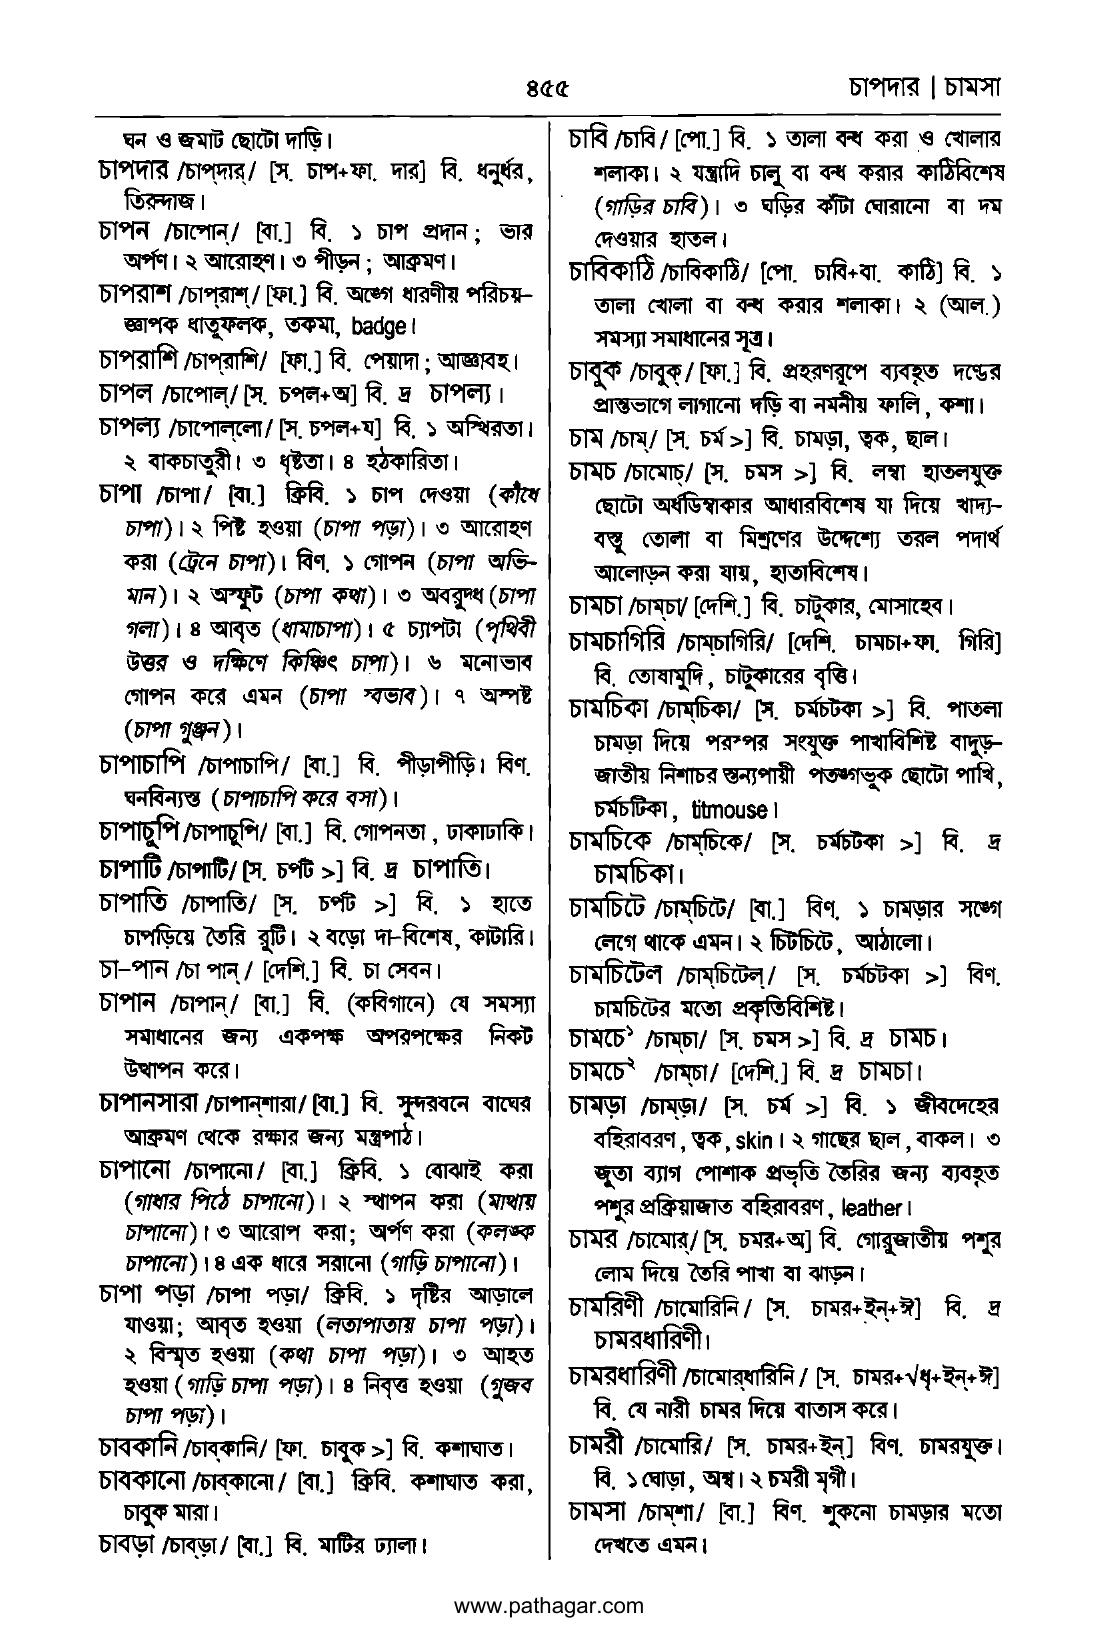 ৪৫৫
চাপদার | চামসা
ঘন ও জমাট ছোটো দাড়ি।
চাপদার /চাপ্‌দার্/ [স. চাপ+ফা. দার] বি. ধনুর্ধর,
তিরন্দাজ।
চাপন /চাপোন্/ [বা.] বি. ১ চাপ প্রদান; ভার
অর্পণ। ২ আরোহণ। ৩ পীড়ন; আক্রমণ।
চাপরাশ /চাপ্‌রাশ্/ [ফা.] বি. অঙ্গে ধারণীয় পরিচয়-
জ্ঞাপক ধাতুফলক, তকমা, badge।
চাপরাশি /চাপ্‌রাশি/ [ফা.] বি. পেয়াদা; আজ্ঞাবহ।
চাপল /চাপোল্/ [স. চপল+অ] বি. দ্র চাপল্য।
চাপল্য /চাপোল্‌লো/ [স. চপল+য] বি. ১ অস্থিরতা।
২ বাকচাতুরী। ৩ ধৃষ্টতা। ৪ হঠকারিতা।
চাপা /চাপা/ [বা.] ক্রিবি. ১ চাপ দেওয়া (কাঁধে
চাপা)। ২ পিষ্ট হওয়া (চাপা পড়া)। ৩ আরোহণ
করা (ট্রেনে চাপা)। বিণ. ১ গোপন (চাপা অভি-
মান)। ২ অস্ফুট (চাপা কথা)। ৩ অবরুদ্ধ (চাপা
গলা)। ৪ আবৃত (ধামাচাপা)। ৫ চ্যাপটা (পৃথিবী
উত্তর ও দক্ষিণে কিঞ্চিৎ চাপা)। ৬ মনোভাব
গোপন করে এমন (চাপা স্বভাব)। ৭ অস্পষ্ট
(চাপা গুঞ্জন)।
চাপাচাপি /চাপাচাপি/ [বা.] বি. পীড়াপীড়ি। বিণ.
ঘনবিন্যস্ত (চাপাচাপি করে বসা)।
চাপাচুপি /চাপাচুপি/ [বা.] বি. গোপনতা, ঢাকাঢাকি।
চাপাটি /চাপাটি/ [স. চর্পট >] বি. দ্র চাপাতি।
চাপাতি /চাপাতি/ [স. চর্পট >] বি. ১ হাতে
চাপড়িয়ে তৈরি রুটি। ২ বড়ো দা-বিশেষ, কাটারি।
চা-পান /চা পান্/ [দেশি.] বি. চা সেবন।
চাপান /চাপান্/ [বা.] বি. (কবিগানে) যে সমস্যা
সমাধানের জন্য একপক্ষ অপরপক্ষের নিকট
উত্থাপন করে।
চাপানসারা /চাপান্‌শারা/ [বা.] বি. সুন্দরবনে বাঘের
আক্রমণ থেকে রক্ষার জন্য মন্ত্রপাঠ।
চাপানো /চাপানো/ [বা.] ক্রিবি. ১ বোঝাই করা
(গাধার পিঠে চাপানো)। ২ স্থাপন করা (মাথায়
চাপানো)। ৩ আরোপ করা; অর্পণ করা (কলঙ্ক
চাপানো)। ৪ এক ধারে সরানো (গাড়ি চাপানো)।
চাপা পড়া /চাপা পড়া/ ক্রিবি. ১ দৃষ্টির আড়ালে
যাওয়া; আবৃত হওয়া (লতাপাতায় চাপা পড়া)।
২ বিস্মৃত হওয়া (কথা চাপা পড়া)। ৩ আহত
হওয়া (গাড়ি চাপা পড়া)। ৪ নিবৃত্ত হওয়া (গুজব
চাপা পড়া)।
চাবকানি /চাব্‌কানি/ [ফা. চাবুক >] বি. কশাঘাত।
চাবকানো /চাব্‌কানো/ [বা.] ক্রিবি. কশাঘাত করা,
চাবুক মারা।
চাবড়া /চাব্‌ড়া/ [বা.] বি. মাটির ঢ্যালা।
চাবি /চাবি/ [পো.] বি. ১ তালা বন্ধ করা ও খোলার
শলাকা। ২ যন্ত্রাদি চালু বা বন্ধ করার কাঠিবিশেষ
(গাড়ির চাবি)। ৩ ঘড়ির কাঁটা ঘোরানো বা দম
দেওয়ার হাতল।
চাবিকাঠি /চাবিকাঠি/ [পো. চাবি+বা. কাঠি] বি. ১
তালা খোলা বা বন্ধ করার শলাকা। ২ (আল.)
সমস্যা সমাধানের সূত্র।
চাবুক /চাবুক্/ [ফা.] বি. প্রহরণরূপে ব্যবহৃত দণ্ডের
প্রান্তভাগে লাগানো দড়ি বা নমনীয় ফালি, কশা।
চাম /চাম্/ [স. চর্ম >] বি. চামড়া, ত্বক, ছাল।
চামচ /চামোচ্/ [স. চমস >] বি. লম্বা হাতলযুক্ত
ছোটো অর্ধডিম্বাকার আধারবিশেষ যা দিয়ে খাদ্য-
বস্তু তোলা বা মিশ্রণের উদ্দেশ্যে তরল পদার্থ
আলোড়ন করা যায়, হাতাবিশেষ।
চামচা /চাম্‌চা/ [দেশি.] বি. চাটুকার, মোসাহেব।
চামচাগিরি /চাম্‌চাগিরি/ [দেশি. চামচা+ফা. গিরি]
বি. তোষামুদি, চাটুকারের বৃত্তি।
চামচিকা /চাম্‌চিকা/ [স. চর্মচটকা >] বি. পাতলা
চামড়া দিয়ে পরস্পর সংযুক্ত পাখাবিশিষ্ট বাদুড়-
জাতীয় নিশাচর স্তন্যপায়ী পতঙ্গভুক ছোটো পাখি,
চর্মচটিকা, titmouse।
চামচিকে /চাম্‌চিকে/ [স. চর্মচটকা >] বি. দ্র
চামচিকা।
চামচিটে /চাম্‌চিটে/ [বা.] বিণ. ১ চামড়ার সঙ্গে
লেগে থাকে এমন। ২ চিটচিটে, আঠালো।
চামচিটেল /চাম্‌চিটেল্/ [স. চর্মচটকা >] বিণ.
চামচিটের মতো প্রকৃতিবিশিষ্ট।
চামচে১ /চাম্‌চা/ [স. চমস >] বি. দ্র চামচ।
চামচে২ /চাম্‌চা/ [দেশি.] বি. দ্র চামচা।
চামড়া /চাম্‌ড়া/ [স. চর্ম >] বি. ১ জীবদেহের
বহিরাবরণ, ত্বক, skin। ২ গাছের ছাল, বাকল। ৩
জুতা ব্যাগ পোশাক প্রভৃতি তৈরির জন্য ব্যবহৃত
পশুর প্রক্রিয়াজাত বহিরাবরণ, leather।
চামর /চামোর্/ [স. চমর+অ] বি. গোরুজাতীয় পশুর
লোম দিয়ে তৈরি পাখা বা ঝাড়ন।
চামরিণী /চামোরিনি/ [স. চামর+ইন্+ঈ] বি. দ্র
চামরধারিণী।
চামরধারিণী /চামোর্‌ধারিনি/ [স. চামর+√ধৃ+ইন্+ঈ]
বি. যে নারী চামর দিয়ে বাতাস করে।
চামরী /চামোরি/ [স. চামর+ইন্] বিণ. চামরযুক্ত।
বি. ১ ঘোড়া, অশ্ব। ২ চমরী মৃগী।
চামসা /চাম্‌শা/ [বা.] বিণ. শুকনো চামড়ার মতো
দেখতে এমন।
www.pathagar.com